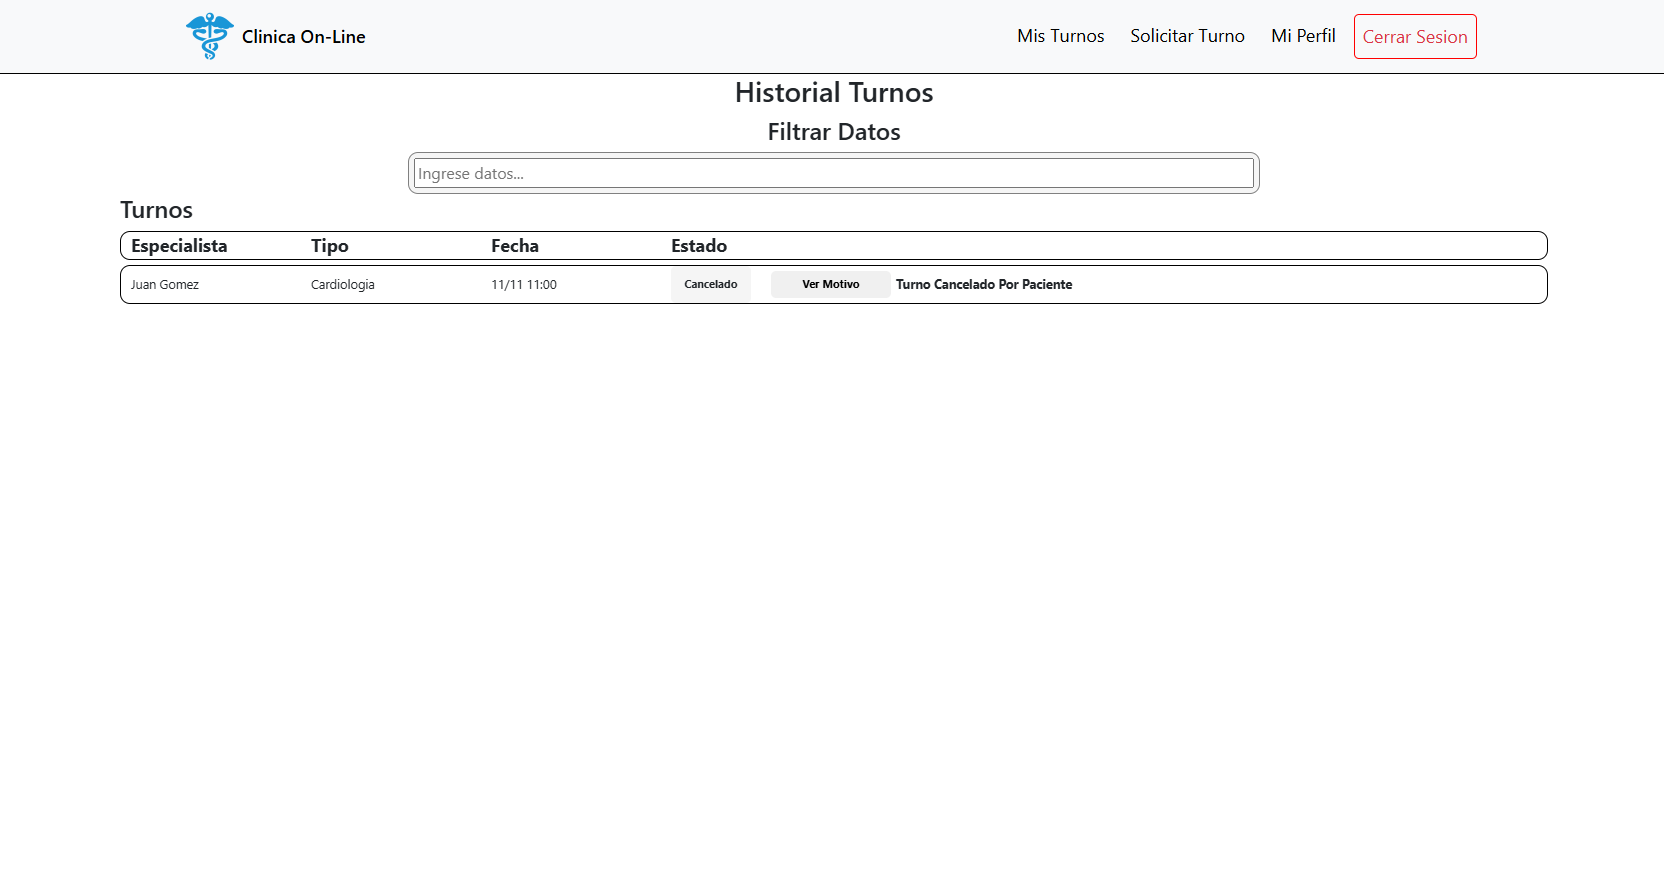 Clinica On-Line
Mis Turnos Solicitar Turno Mi Perfil Cerrar Sesion
Historial Turnos
Filtrar Datos
Ingrese datos...
Turnos
Especialista Tipo Fecha Estado
Juan Gomez Cardiologia 11/11 11:00 Cancelado Ver Motivo Turno Cancelado Por Paciente